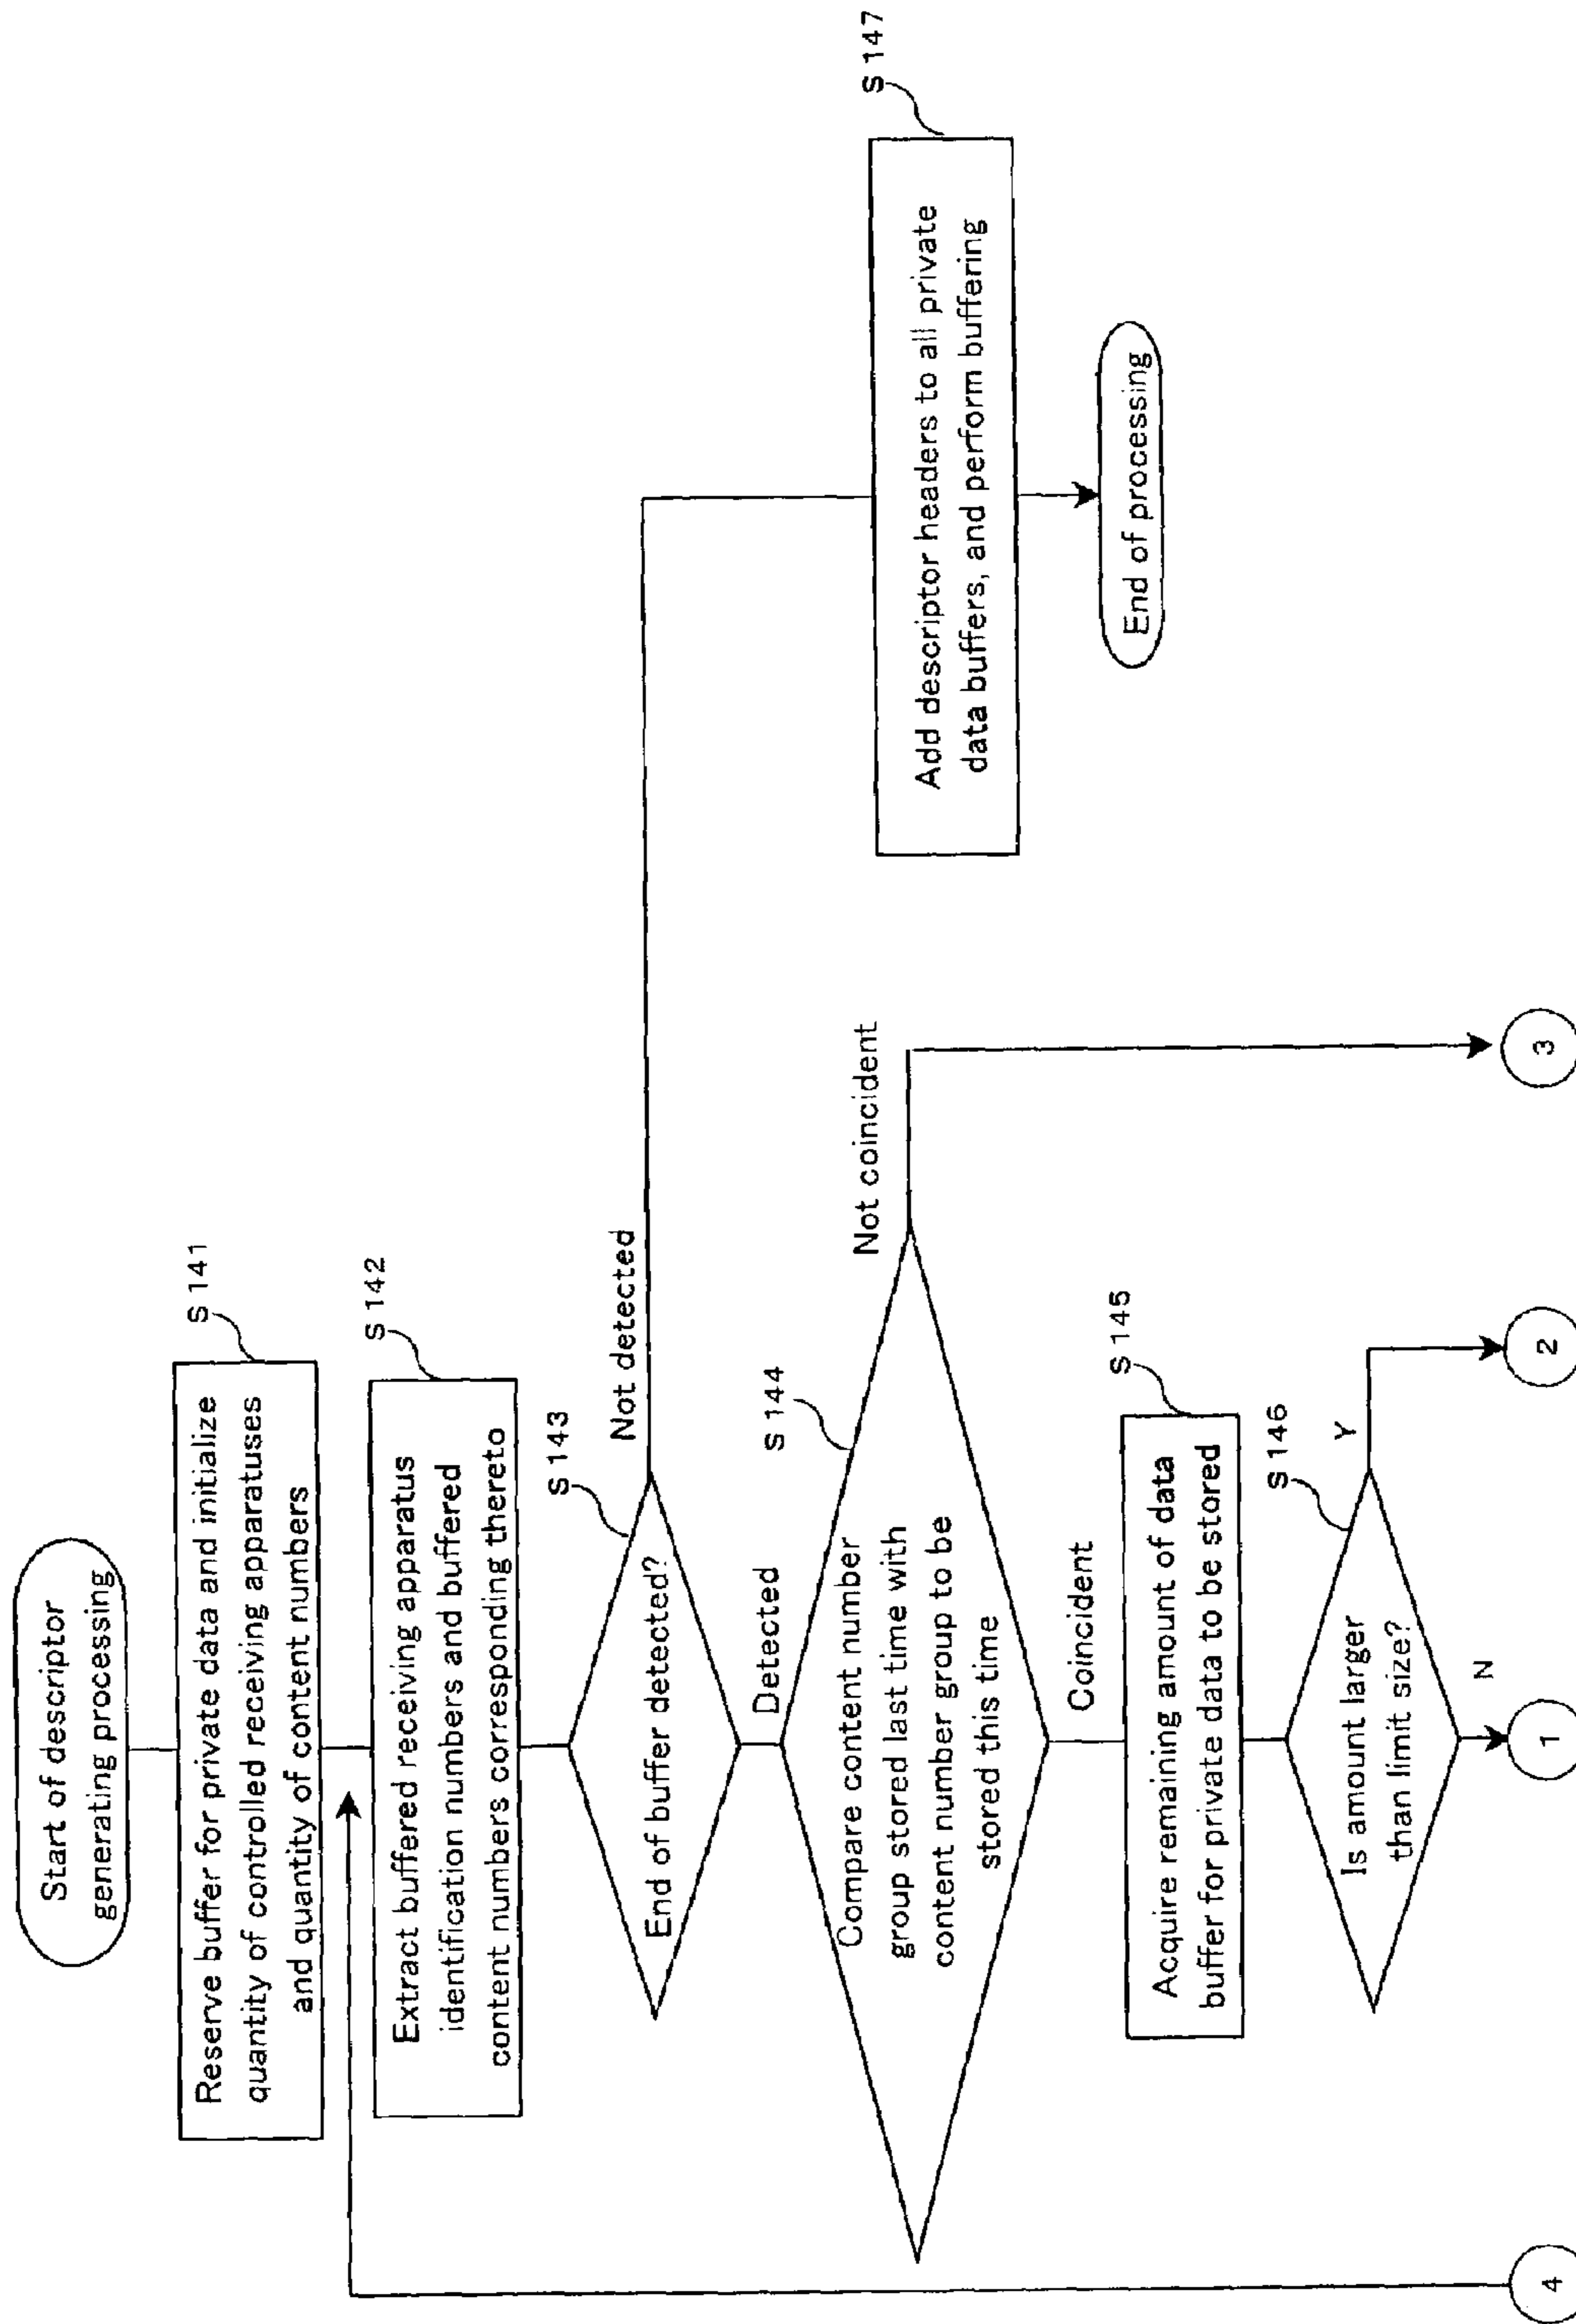 Start of descriptor
generating processing
S 141
Reserve buffer for private data and initialize
quantity of controlled receiving apparatuses
and quantity of content numbers
S 142
Extract buffered receiving apparatus
identification numbers and buffered
content numbers corresponding thereto
S 143
End of buffer detected?
Not detected
Detected
S 144
Compare content number
group stored last time with
content number group to be
stored this time
Not coincident
Coincident
S 145
Acquire remaining amount of data
buffer for private data to be stored
S 146
Is amount larger
than limit size?
Y
N
S 147
Add descriptor headers to all private
data buffers, and perform buffering
End of processing
4
1
2
3